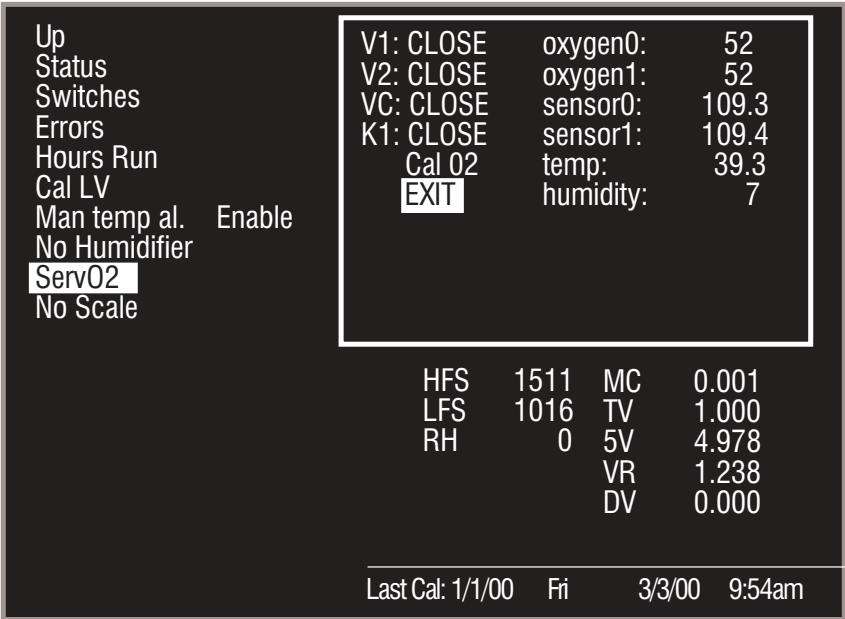 Up
Status
Switches
Errors
Hours Run
Cal LV
Man temp al. Enable
No Humidifier
ServO2
No Scale
V1: CLOSE oxygen0: 52
V2: CLOSE oxygen1: 52
VC: CLOSE sensor0: 109.3
K1: CLOSE sensor1: 109.4
Cal 02 temp: 39.3
EXIT humidity: 7
HFS 1511 MC 0.001
LFS 1016 TV 1.000
RH 0 5V 4.978
VR 1.238
DV 0.000
Last Cal: 1/1/00 Fri 3/3/00 9:54am